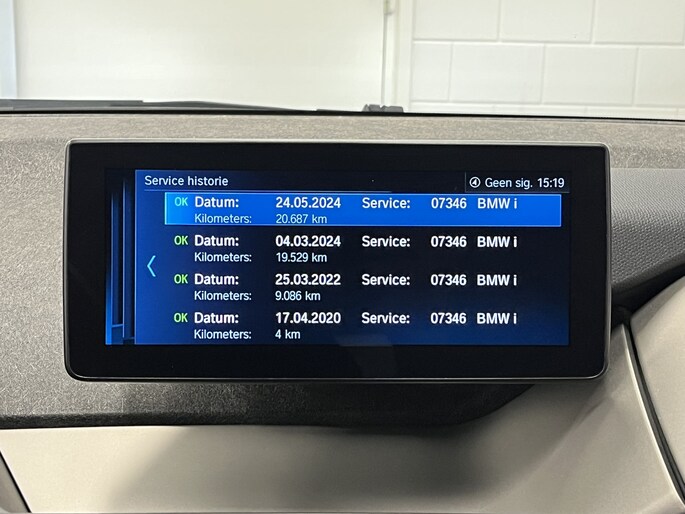 Service historie
Geen sig. 15:19
OK Datum: 24.05.2024 Service: 07346 BMW i
Kilometers: 20.687 km
OK Datum: 04.03.2024 Service: 07346 BMW i
Kilometers: 19.529 km
OK Datum: 25.03.2022 Service: 07346 BMW i
Kilometers: 9.086 km
OK Datum: 17.04.2020 Service: 07346 BMW i
Kilometers: 4 km